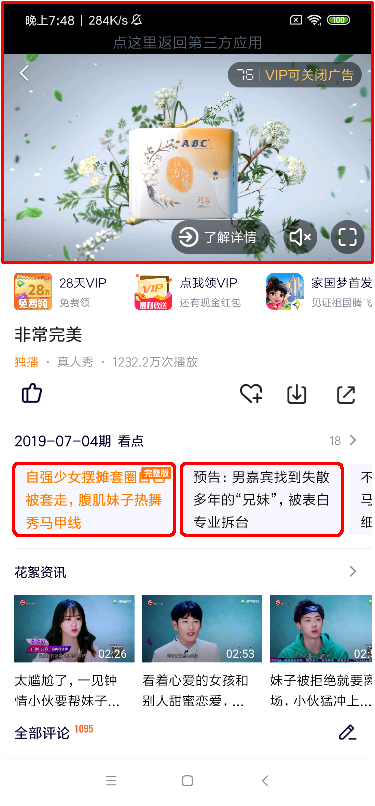 晚上7:48 | 284K/s
100
点这里返回第三方应用
75 | VIP可关闭广告
ABC
了解详情
28天
免费领
28天VIP
免费领
VIP
点我领VIP
还有现金红包
家国梦首发
见证祖国腾飞
非常完美
独播 · 真人秀 · 1232.2万次播放
2019-07-04期 看点
18
自强少女摆摊套圈
完整版
被套走，腹肌妹子热舞
秀马甲线
预告：男嘉宾找到失散
多年的“兄妹”，被表白
专业拆台
不
马
细
花絮资讯
02:26
02:53
太尴尬了，一见钟
情小伙要帮妹子...
看着心爱的女孩和
别人甜蜜恋爱，...
妹子被拒绝就要离
场，小伙猛冲上...
全部评论 1095